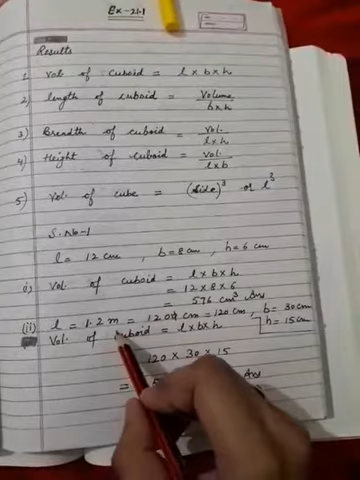 Ex-21.1
Results
1. Vol of cuboid = l x b x h
2) length of cuboid = Volume / b x h
3) Breadth of cuboid = Vol. / l x h
4) Height of cuboid = Vol. / l x b
5) Vol. of cube = (side)³ or l³
S.No-1
l = 12 cm , b = 8 cm , h = 6 cm
i) Vol of cuboid = l x b x h
= 12 x 8 x 6
= 576 cm³ Ans
(ii) l = 1.2 m = 120 cm, b = 30 cm
h = 15 cm
Vol. of cuboid = l x b x h
120 x 30 x 15
= Ans